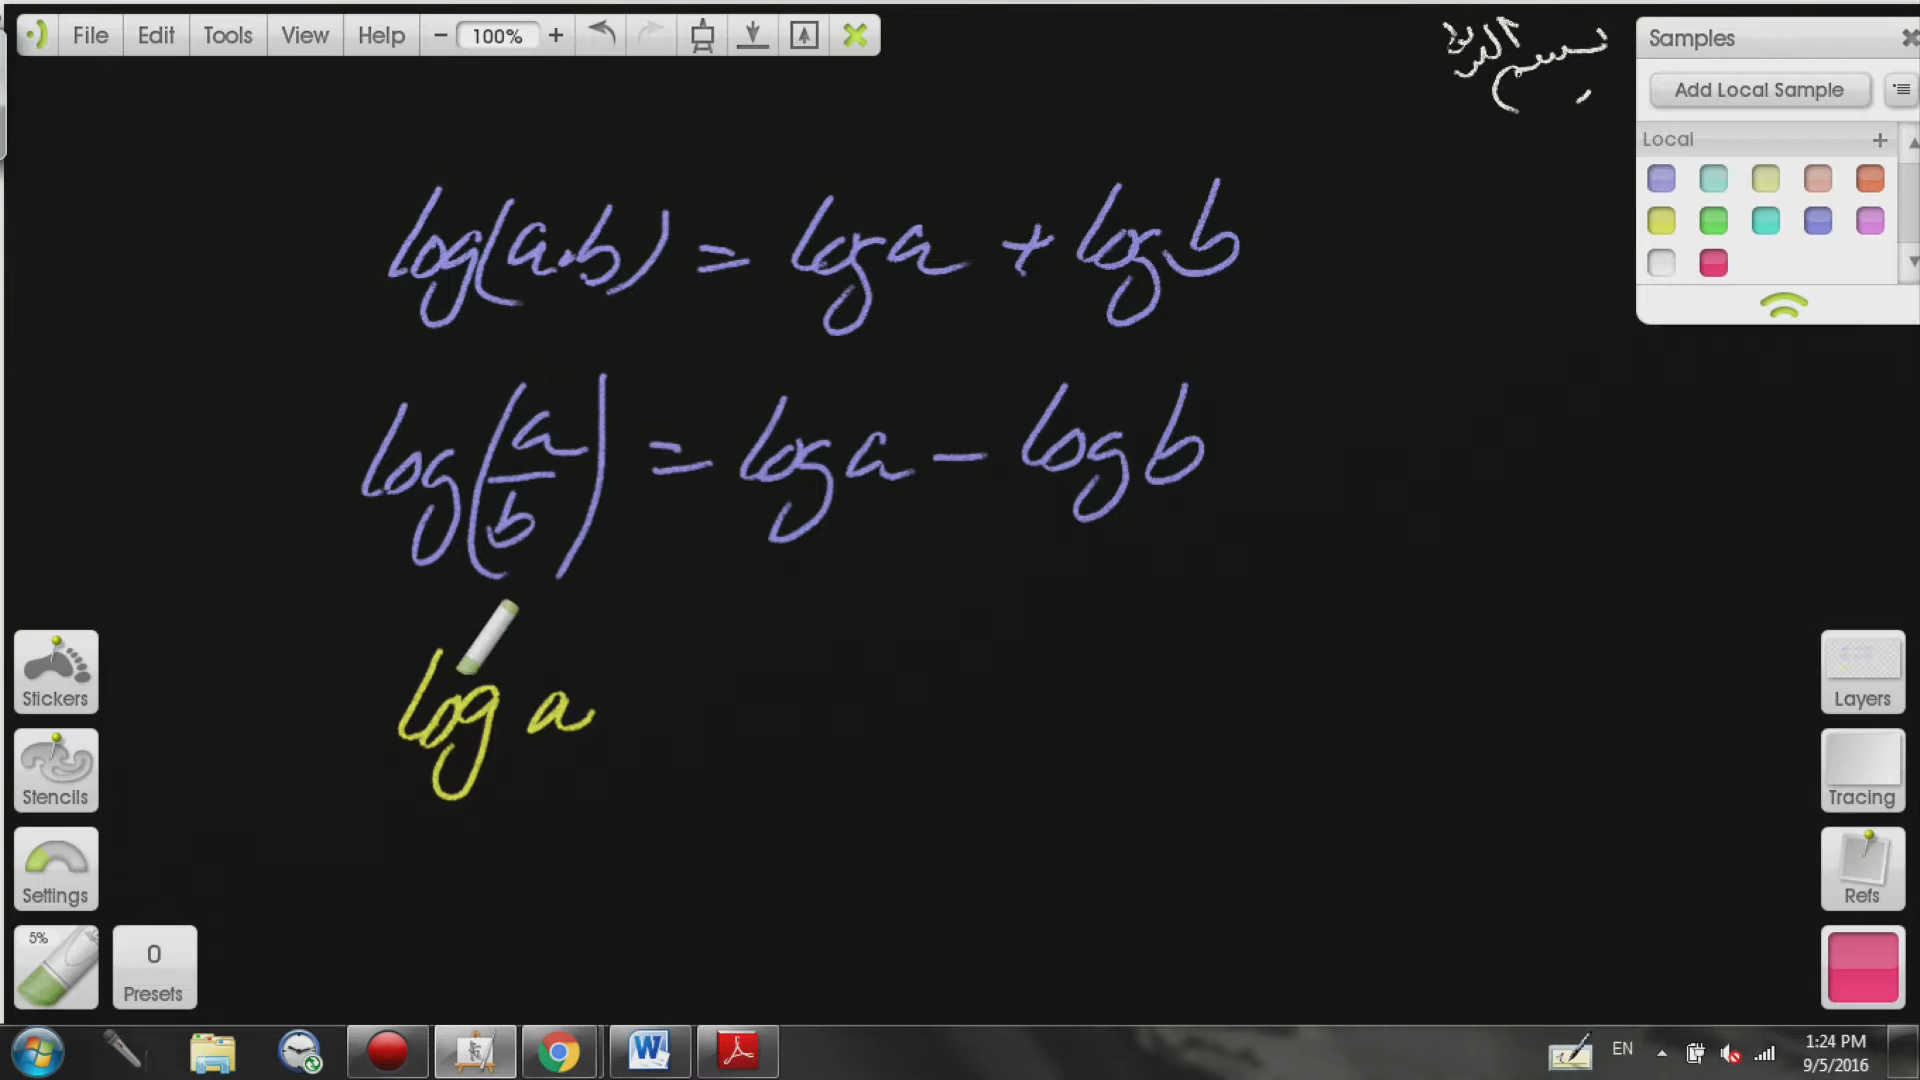 File Edit Tools View Help − 100% +
بسم الله
Samples
Add Local Sample
Local +
log(a.b) = log a + log b
log(a/b) = log a − log b
log a
Stickers
Stencils
Settings
5%
0
Presets
Layers
Tracing
Refs
EN
1:24 PM
9/5/2016